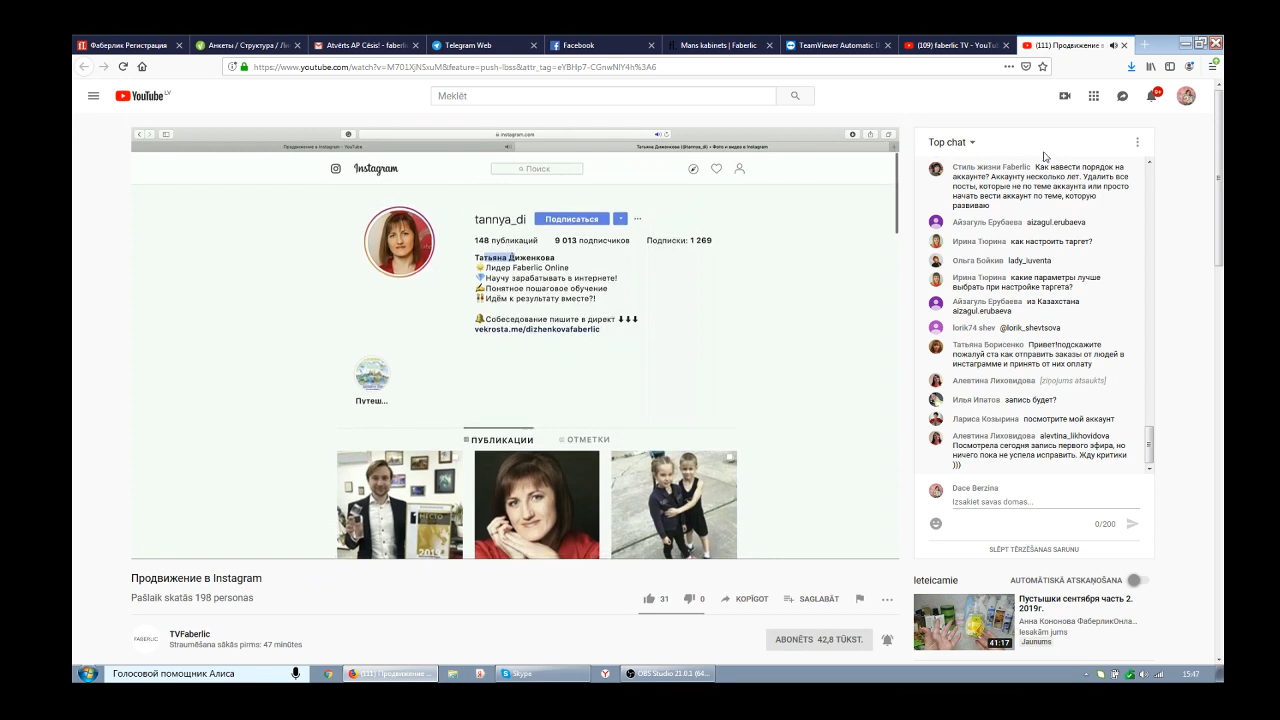 Фаберлик Регистрация
Анкеты / Структура / Ли
Atvērts AP Cēsis! - faberlic
Telegram Web
Facebook
Mans kabinets | Faberlic
TeamViewer Automatic E
(109) faberlic TV - YouTu
(111) Продвижение в
https://www.youtube.com/watch?v=M701XjNSxuM&feature=push-lbss&attr_tag=eYBHp7-CGnwNlY4h%3A6
YouTube LV
Meklēt
9+
instagram.com
Продвижение в Instagram - YouTube
Татьяна Диженкова (@tannya_di) • Фото и видео в Instagram
Instagram
Поиск
tannya_di
Подписаться
148 публикаций
9 013 подписчиков
Подписки: 1 269
Татьяна Диженкова
Лидер Faberlic Online
Научу зарабатывать в интернете!
Понятное пошаговое обучение
Идём к результату вместе?!
Собеседование пишите в директ
vekrosta.me/dizhenkovafaberlic
Путеш...
ПУБЛИКАЦИИ
ОТМЕТКИ
Top chat
Стиль жизни Faberlic Как навести порядок на
аккаунте? Аккаунту несколько лет. Удалить все
посты, которые не по теме аккаунта или просто
начать вести аккаунт по теме, которую
развиваю
Айзагуль Ерубаева aizagul.erubaeva
Ирина Тюрина как настроить таргет?
Ольга Бойкив lady_iuventa
Ирина Тюрина какие параметры лучше
выбрать при настройке таргета?
Айзагуль Ерубаева из Казахстана
aizagul.erubaeva
lorik74 shev @lorik_shevtsova
Татьяна Борисенко Привет!подскажите
пожалуй ста как отправить заказы от людей в
инстаграмме и принять от них оплату
Алевтина Лиховидова [ziņojums atsaukts]
Илья Ипатов запись будет?
Лариса Козырина посмотрите мой аккаунт
Алевтина Лиховидова alevtina_likhovidova
Посмотрела сегодня запись первого эфира, но
ничего пока не успела исправить. Жду критики
)))
Dace Berzina
Izsakiet savas domas...
0/200
SLĒPT TĒRZĒŠANAS SARUNU
Продвижение в Instagram
Pašlaik skatās 198 personas
31
0
KOPĪGOT
SAGLABĀT
FABERLIC
TVFaberlic
Straumēšana sākās pirms: 47 minūtes
ABONĒTS 42,8 TŪKST.
Ieteicamie
AUTOMĀTISKĀ ATSKAŅOŠANA
Пустышки сентября часть 2.
2019г.
Анна Кононова ФаберликОнла...
Iesakām jums
Jaunums
41:17
Голосовой помощник Алиса
(111) Продвижение ...
Skype
OBS Studio 21.0.1 (64...
15:47